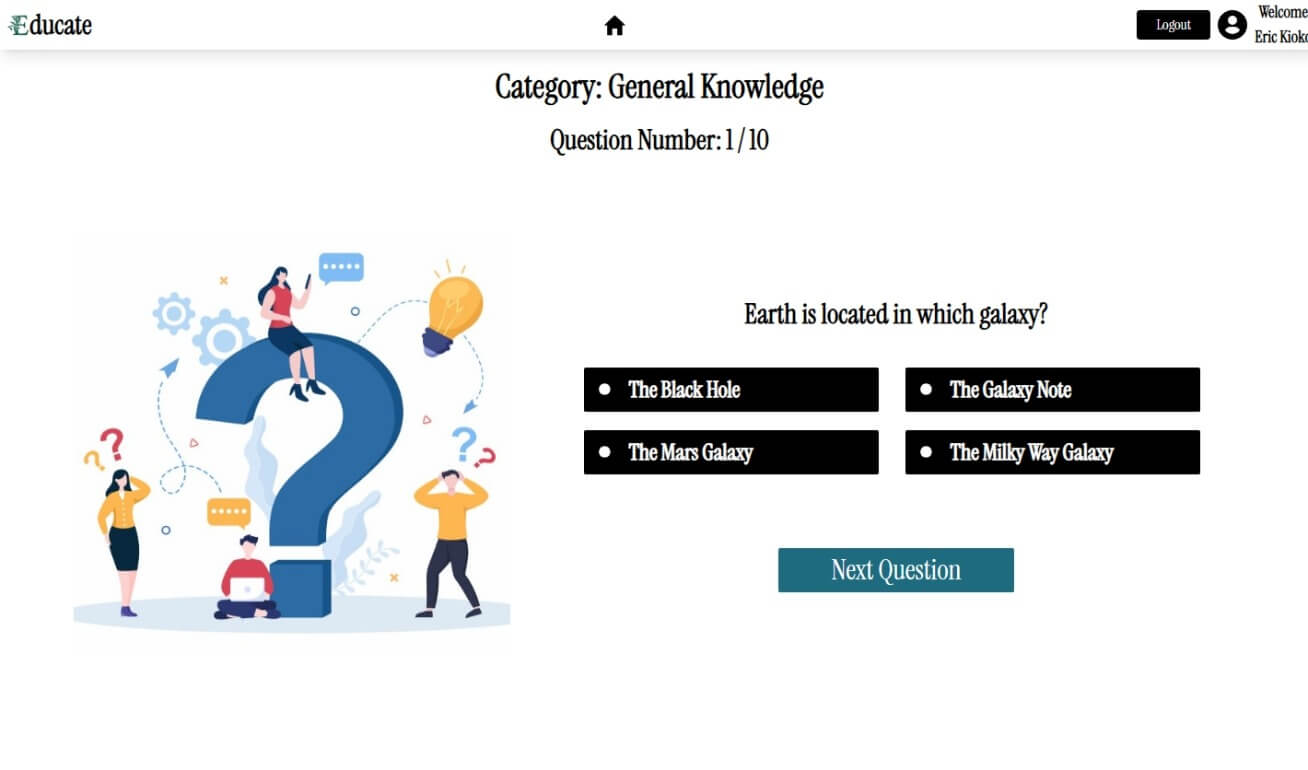 Educate
Logout
Welcome
Eric Kioko
Category: General Knowledge
Question Number: 1 / 10
Earth is located in which galaxy?
The Black Hole
The Galaxy Note
The Mars Galaxy
The Milky Way Galaxy
Next Question